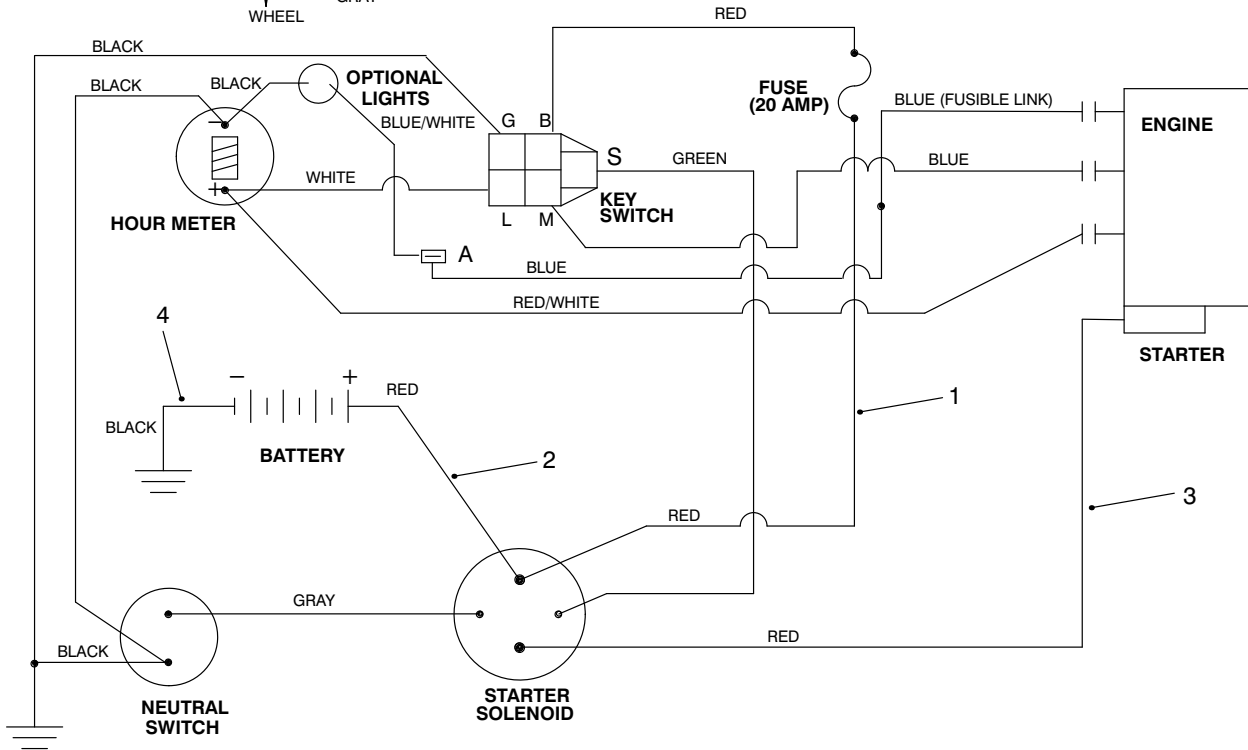 GRAY
WHEEL
RED
BLACK
BLACK
BLACK
OPTIONAL
LIGHTS
FUSE
(20 AMP)
BLUE (FUSIBLE LINK)
ENGINE
BLUE/WHITE
G
B
S
GREEN
BLUE
−
+
WHITE
KEY
SWITCH
HOUR METER
L
M
A
BLUE
RED/WHITE
4
STARTER
−
+
RED
BLACK
BATTERY
1
2
3
RED
GRAY
RED
BLACK
NEUTRAL
SWITCH
STARTER
SOLENOID